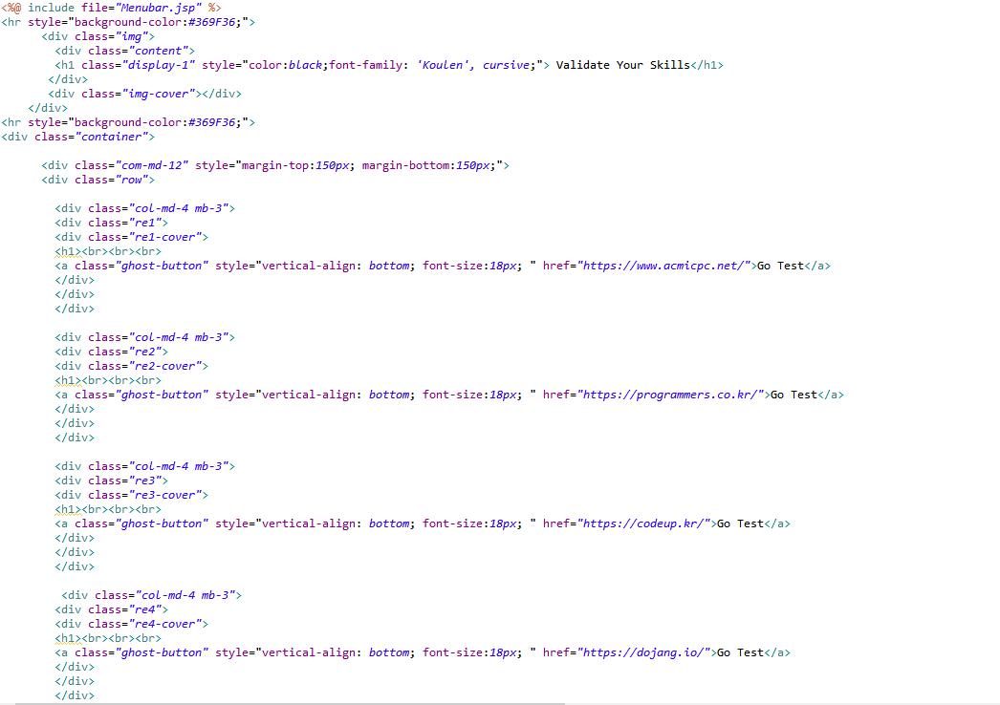 <%@ include file="Menubar.jsp" %>
<hr style="background-color:#369F36;">
<div class="img">
<div class="content">
<h1 class="display-1" style="color:black;font-family: 'Koulen', cursive;"> Validate Your Skills</h1>
</div>
<div class="img-cover"></div>
</div>
<hr style="background-color:#369F36;">
<div class="container">
<div class="com-md-12" style="margin-top:150px; margin-bottom:150px;">
<div class="row">
<div class="col-md-4 mb-3">
<div class="re1">
<div class="re1-cover">
<h1><br><br><br>
<a class="ghost-button" style="vertical-align: bottom; font-size:18px; " href="https://www.acmicpc.net/">Go Test</a>
</div>
</div>
</div>
<div class="col-md-4 mb-3">
<div class="re2">
<div class="re2-cover">
<h1><br><br><br>
<a class="ghost-button" style="vertical-align: bottom; font-size:18px; " href="https://programmers.co.kr/">Go Test</a>
</div>
</div>
</div>
<div class="col-md-4 mb-3">
<div class="re3">
<div class="re3-cover">
<h1><br><br><br>
<a class="ghost-button" style="vertical-align: bottom; font-size:18px; " href="https://codeup.kr/">Go Test</a>
</div>
</div>
</div>
<div class="col-md-4 mb-3">
<div class="re4">
<div class="re4-cover">
<h1><br><br><br>
<a class="ghost-button" style="vertical-align: bottom; font-size:18px; " href="https://dojang.io/">Go Test</a>
</div>
</div>
</div>